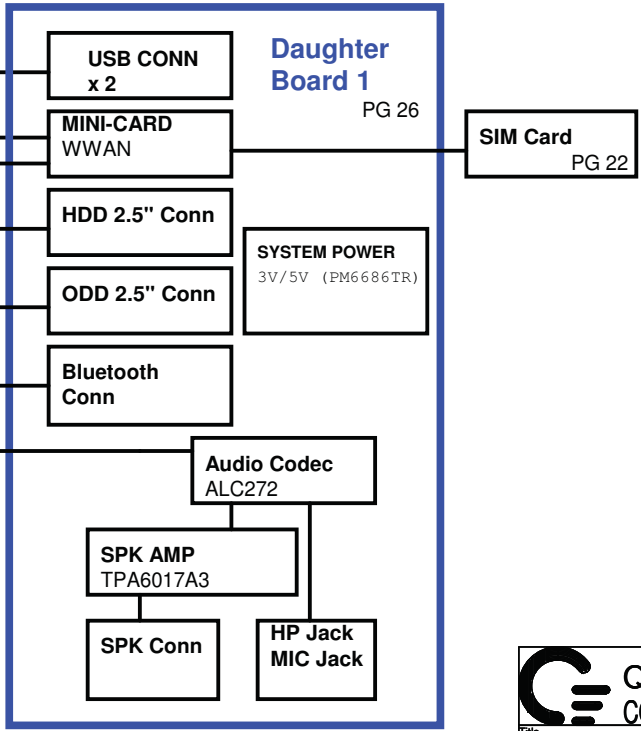 USB CONN
x 2
Daughter
Board 1
PG 26
MINI-CARD
WWAN
SIM Card
PG 22
HDD 2.5" Conn
SYSTEM POWER
3V/5V (PM6686TR)
ODD 2.5" Conn
Bluetooth
Conn
Audio Codec
ALC272
SPK AMP
TPA6017A3
SPK Conn
HP Jack
MIC Jack